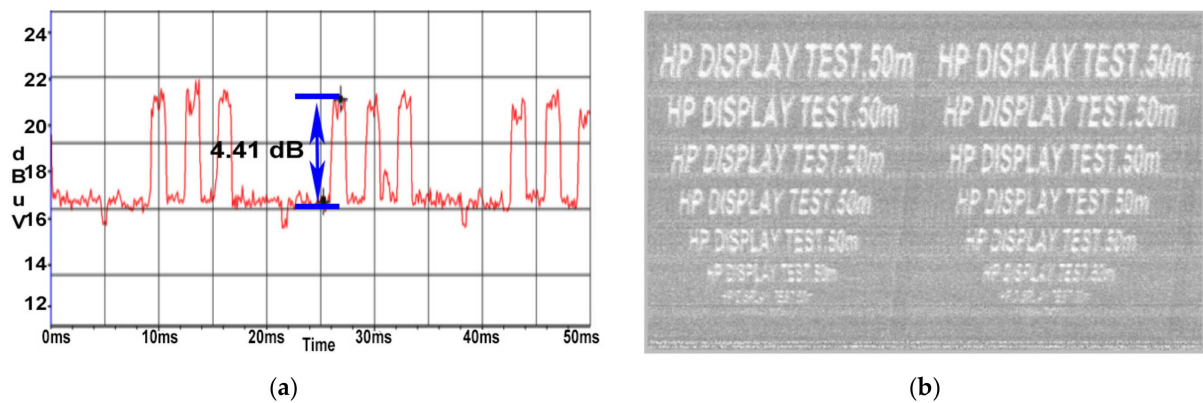 24
22
20
d
B
u
V
18
16
14
12
4.41 dB
0ms 10ms 20ms 30ms 40ms 50ms
Time
(a)
HP DISPLAY TEST.50m HP DISPLAY TEST.50m
HP DISPLAY TEST.50m HP DISPLAY TEST.50m
HP DISPLAY TEST.50m HP DISPLAY TEST.50m
HP DISPLAY TEST.50m HP DISPLAY TEST.50m
HP DISPLAY TEST.50m HP DISPLAY TEST.50m
HP DISPLAY TEST.50m HP DISPLAY TEST.50m
(b)